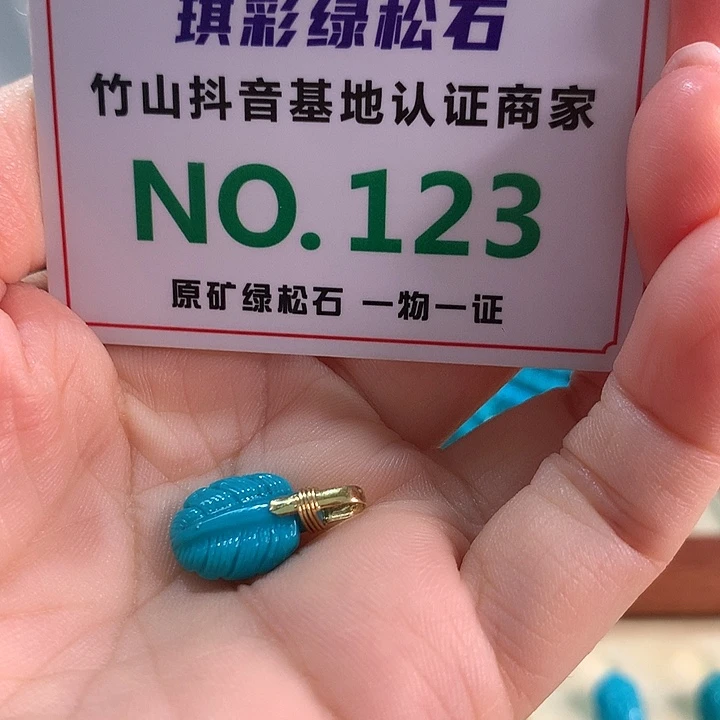 琪彩绿松石
竹山抖音基地认证商家
NO.123
原矿绿松石 一物一证